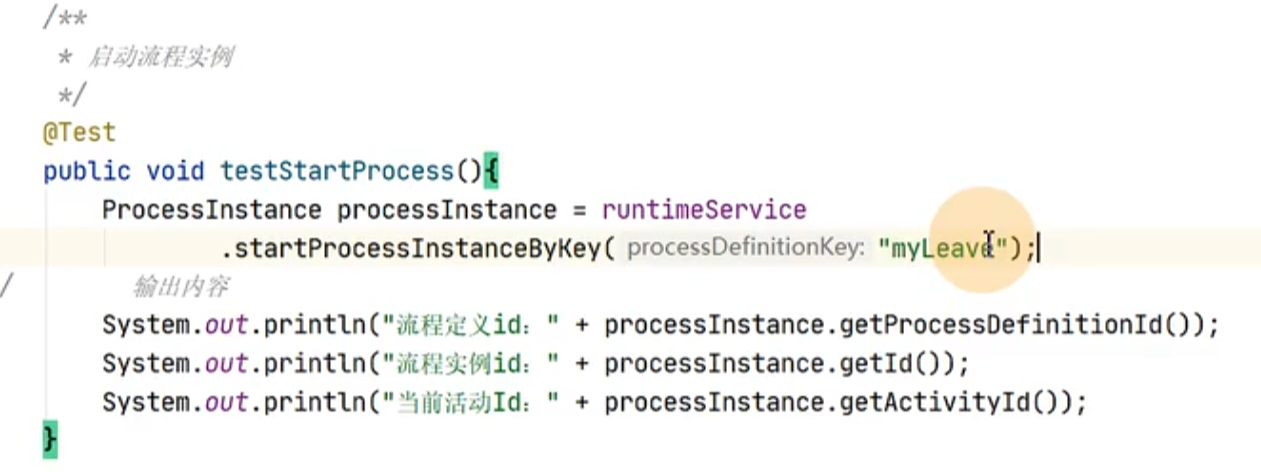 /**
* 启动流程实例
*/
@Test
public void testStartProcess(){
ProcessInstance processInstance = runtimeService
.startProcessInstanceByKey( processDefinitionKey: "myLeave");
/ 输出内容
System.out.println("流程定义id：" + processInstance.getProcessDefinitionId());
System.out.println("流程实例id：" + processInstance.getId());
System.out.println("当前活动Id：" + processInstance.getActivityId());
}